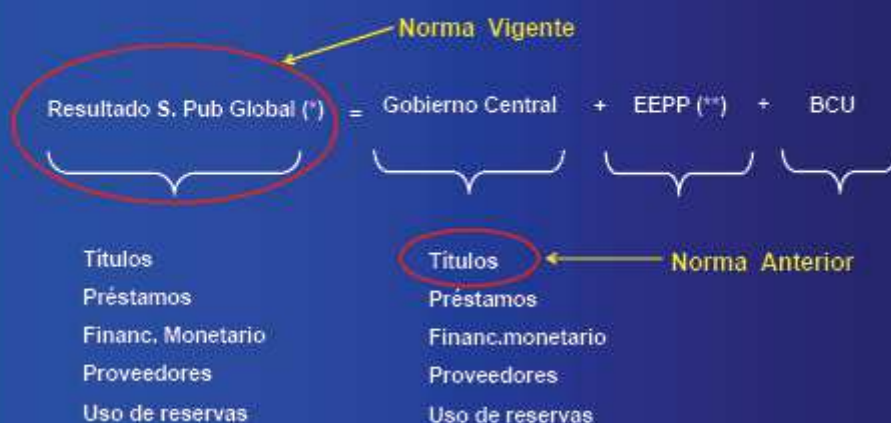 Norma Vigente
Resultado S. Pub Global (*) = Gobierno Central + EEPP (**) + BCU
Títulos Títulos Norma Anterior
Préstamos Préstamos
Financ. Monetario Financ.monetario
Proveedores Proveedores
Uso de reservas Uso de reservas